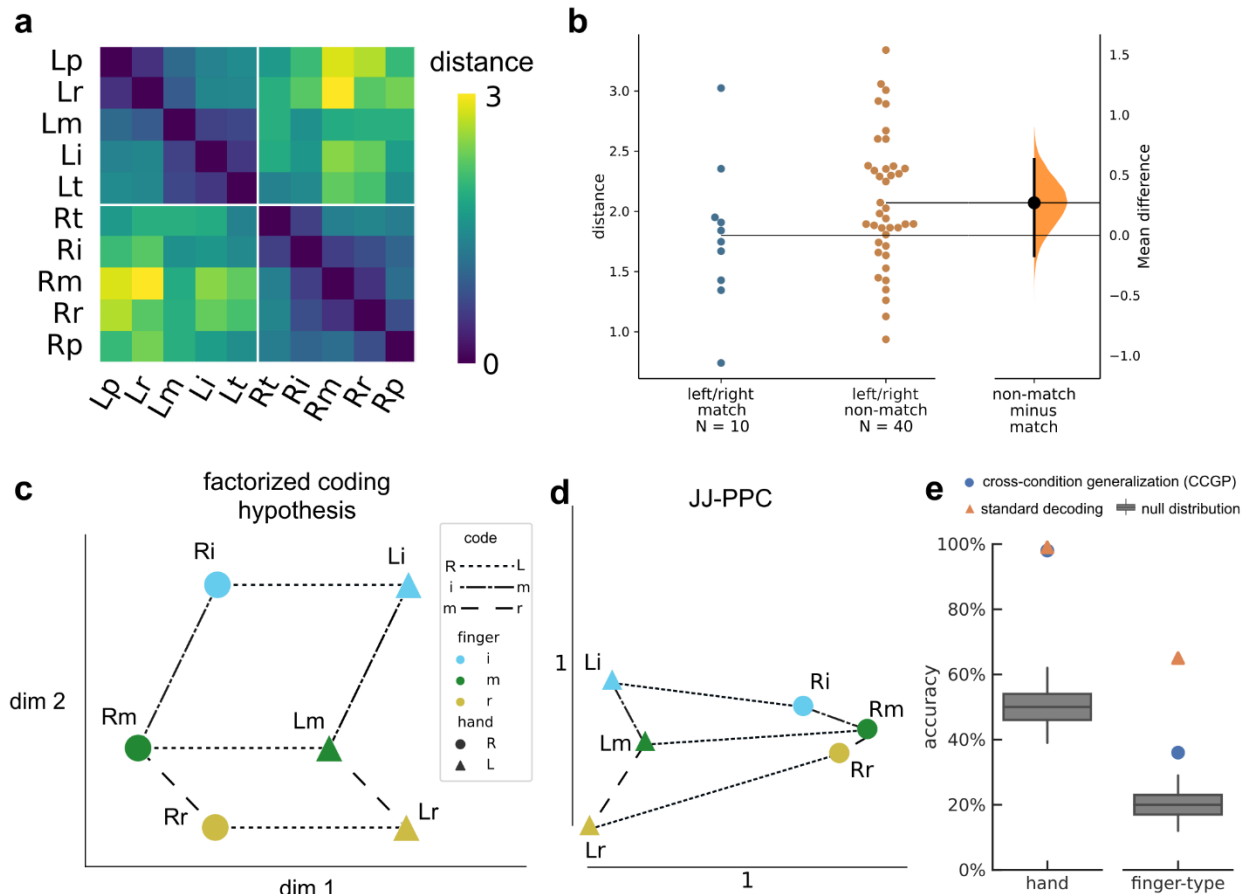 a
Lp
Lr
Lm
Li
Lt
Rt
Ri
Rm
Rr
Rp
Lp
Lr
Lm
Li
Lt
Rt
Ri
Rm
Rr
Rp
distance
3
0
b
distance
3.0
2.5
2.0
1.5
1.0
left/right
match
N = 10
left/right
non-match
N = 40
non-match
minus
match
1.5
1.0
0.5
0.0
−0.5
−1.0
Mean difference
c
factorized coding
hypothesis
dim 2
dim 1
Ri
Li
Rm
Lm
Rr
Lr
code
R L
i m
m r
finger
i
m
r
hand
R
L
d
JJ-PPC
1
1
Li
Ri
Lm
Rm
Rr
Lr
e
cross-condition generalization (CCGP)
standard decoding
null distribution
accuracy
100%
80%
60%
40%
20%
0%
hand
finger-type